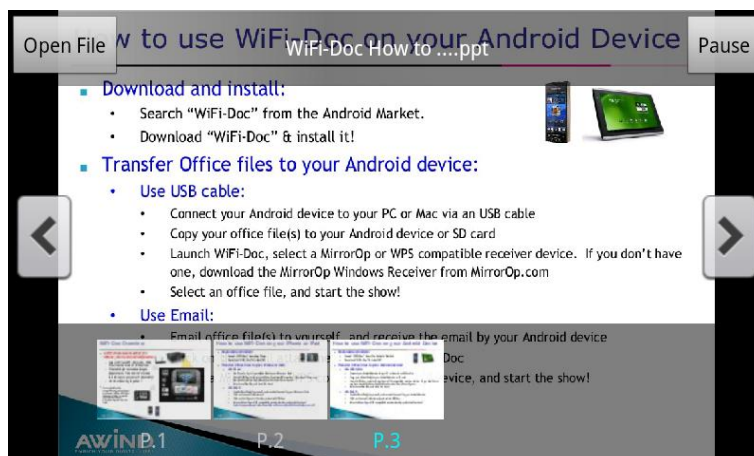 Open File
How to use WiFi-Doc on your Android Device
WiFi-Doc How to ....ppt
Pause
Download and install:
Search “WiFi-Doc” from the Android Market.
Download “WiFi-Doc” & install it!
Transfer Office files to your Android device:
Use USB cable:
Connect your Android device to your PC or Mac via an USB cable
Copy your office file(s) to your Android device or SD card
Launch WiFi-Doc, select a MirrorOp or WPS compatible receiver device. If you don’t have
one, download the MirrorOp Windows Receiver from MirrorOp.com
Select an office file, and start the show!
Use Email:
Email office file(s) to yourself, and receive the email by your Android device
Doc
device, and start the show!
AWIND
P.1
P.2
P.3